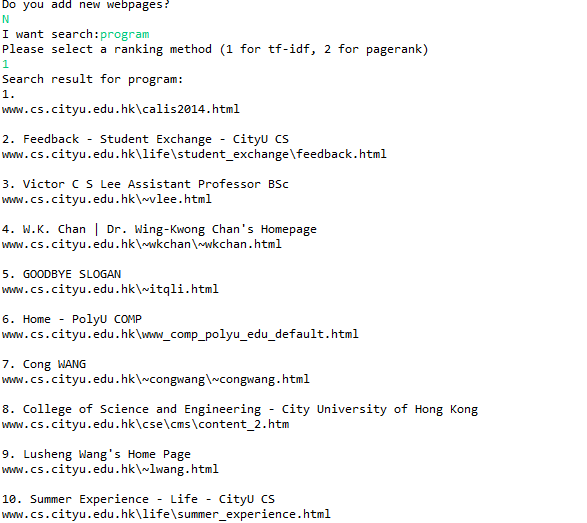 Do you add new webpages?
N
I want search:program
Please select a ranking method (1 for tf-idf, 2 for pagerank)
1
Search result for program:
1.
www.cs.cityu.edu.hk\calis2014.html
2. Feedback - Student Exchange - CityU CS
www.cs.cityu.edu.hk\life\student_exchange\feedback.html
3. Victor C S Lee Assistant Professor BSc
www.cs.cityu.edu.hk\~vlee.html
4. W.K. Chan | Dr. Wing-Kwong Chan's Homepage
www.cs.cityu.edu.hk\~wkchan\~wkchan.html
5. GOODBYE SLOGAN
www.cs.cityu.edu.hk\~itqli.html
6. Home - PolyU COMP
www.cs.cityu.edu.hk\www_comp_polyu_edu_default.html
7. Cong WANG
www.cs.cityu.edu.hk\~congwang\~congwang.html
8. College of Science and Engineering - City University of Hong Kong
www.cs.cityu.edu.hk\cse\cms\content_2.htm
9. Lusheng Wang's Home Page
www.cs.cityu.edu.hk\~lwang.html
10. Summer Experience - Life - CityU CS
www.cs.cityu.edu.hk\life\summer_experience.html